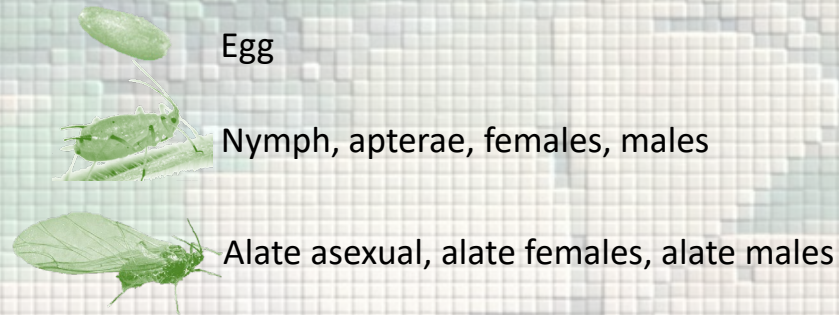 Egg
Nymph, apterae, females, males
Alate asexual, alate females, alate males